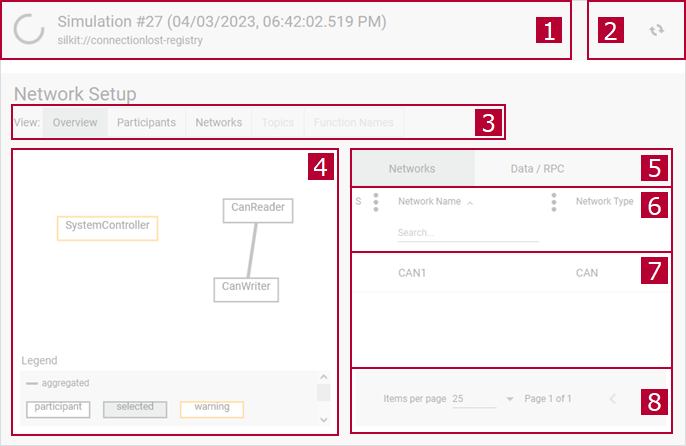 Simulation #27 (04/03/2023, 06:42:02.519 PM)
silkit://connectionlost-registry
1
2
Network Setup
View: Overview Participants Networks Topics Function Names
3
4
SystemController
CanReader
CanWriter
Legend
aggregated
participant selected warning
Networks Data / RPC
5
S Network Name Network Type
Search...
6
CAN1 CAN
7
Items per page 25 Page 1 of 1
8